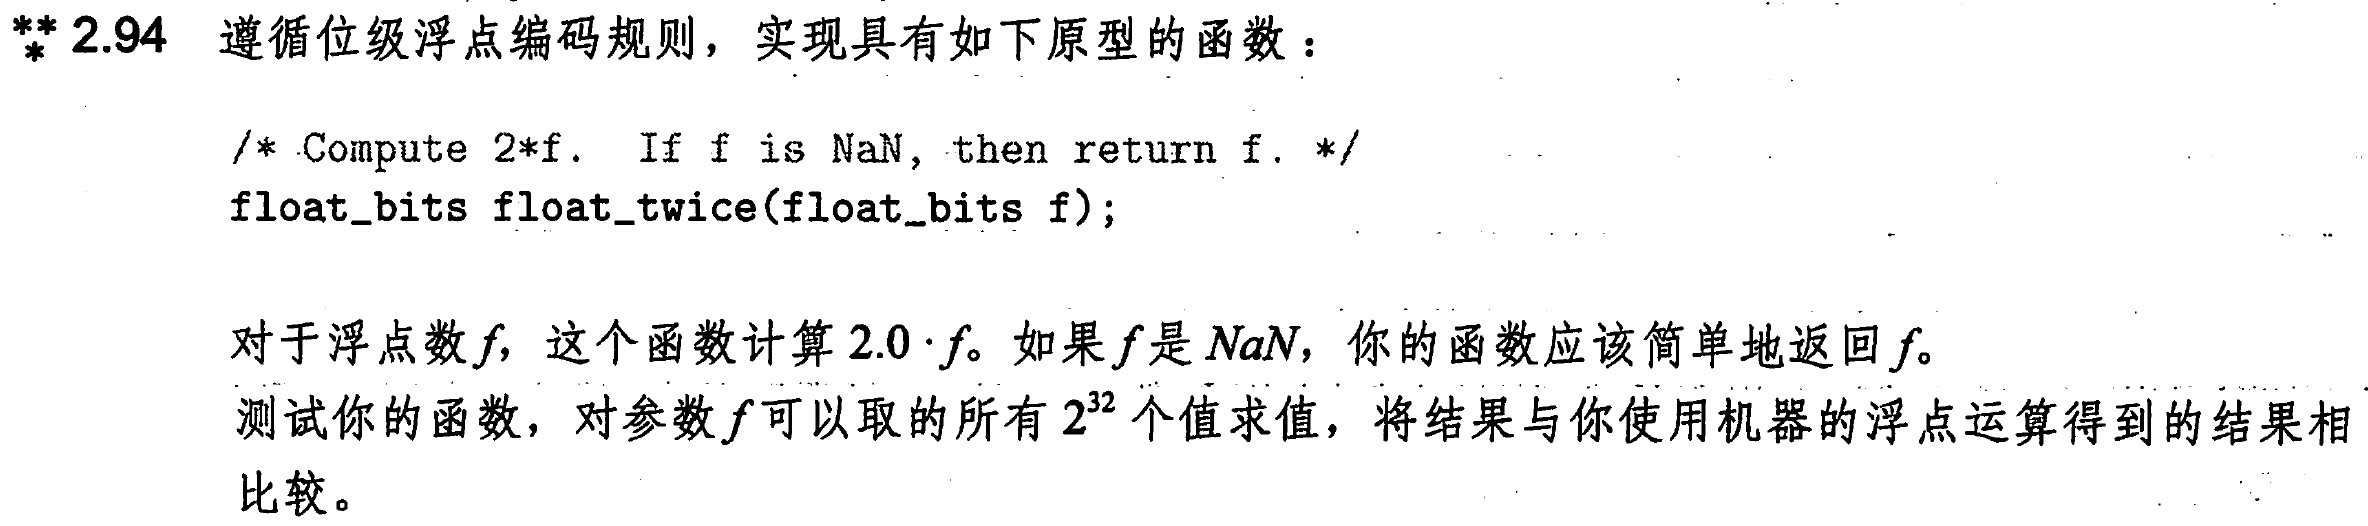 *** 2.94 遵循位级浮点编码规则，实现具有如下原型的函数：
/* Compute 2*f. If f is NaN, then return f. */
float_bits float_twice(float_bits f);
对于浮点数 f，这个函数计算 2.0 · f。如果 f 是 NaN，你的函数应该简单地返回 f。
测试你的函数，对参数 f 可以取的所有 2³² 个值求值，将结果与你使用机器的浮点运算得到的结果相
比较。